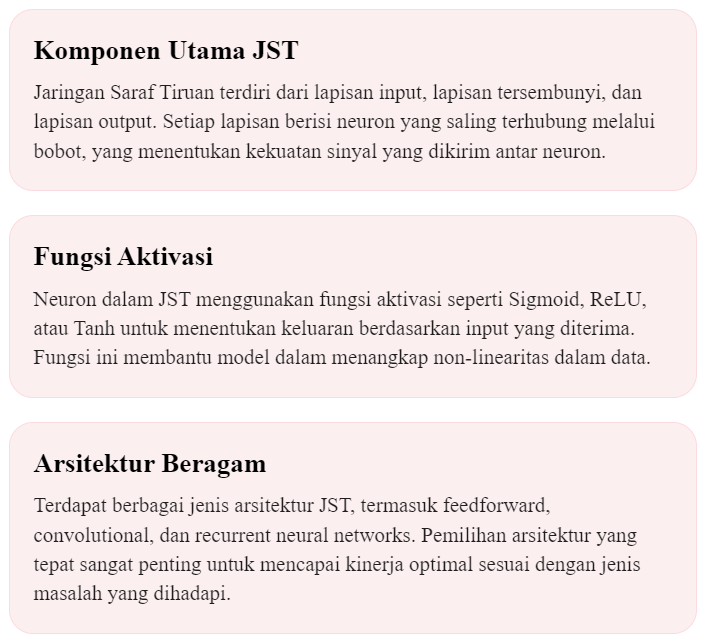 Komponen Utama JST
Jaringan Saraf Tiruan terdiri dari lapisan input, lapisan tersembunyi, dan
lapisan output. Setiap lapisan berisi neuron yang saling terhubung melalui
bobot, yang menentukan kekuatan sinyal yang dikirim antar neuron.
Fungsi Aktivasi
Neuron dalam JST menggunakan fungsi aktivasi seperti Sigmoid, ReLU,
atau Tanh untuk menentukan keluaran berdasarkan input yang diterima.
Fungsi ini membantu model dalam menangkap non-linearitas dalam data.
Arsitektur Beragam
Terdapat berbagai jenis arsitektur JST, termasuk feedforward,
convolutional, dan recurrent neural networks. Pemilihan arsitektur yang
tepat sangat penting untuk mencapai kinerja optimal sesuai dengan jenis
masalah yang dihadapi.